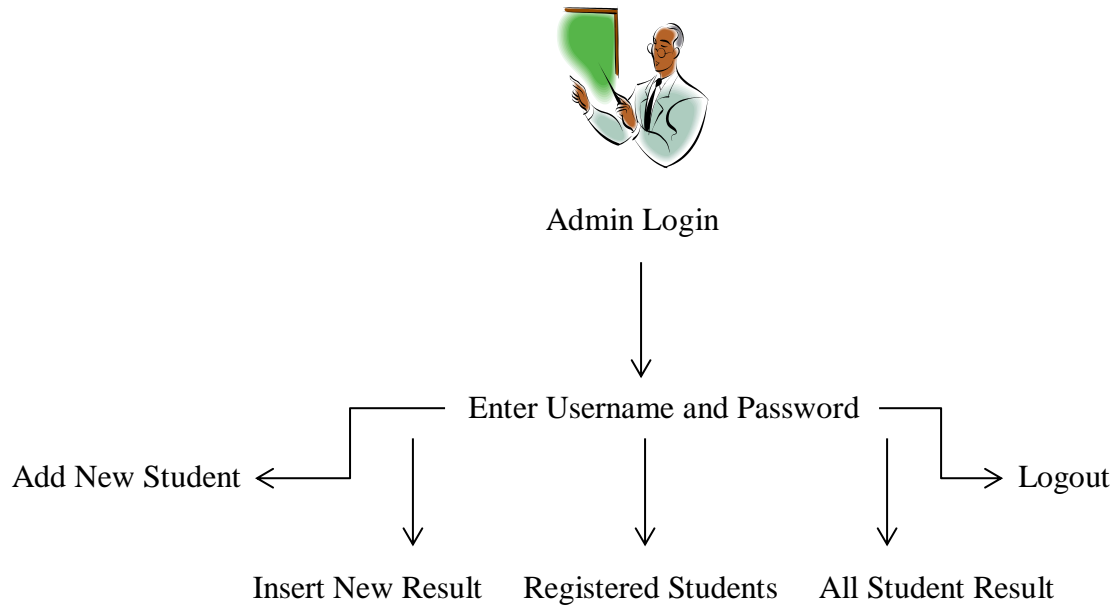 Admin Login
Enter Username and Password
Add New Student
Logout
Insert New Result
Registered Students
All Student Result